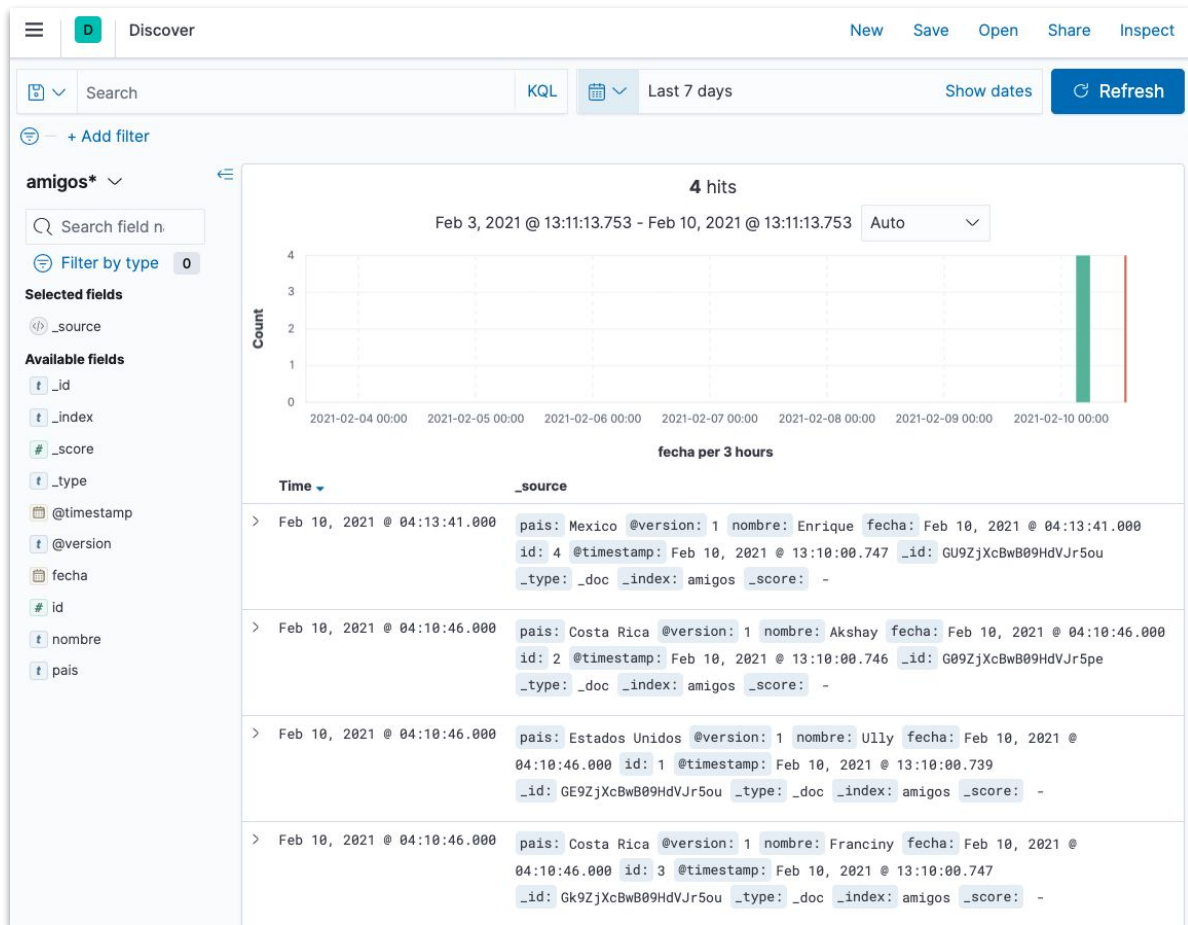 D Discover New Save Open Share Inspect
Search KQL Last 7 days Show dates Refresh
+ Add filter
amigos*
Search field n
Filter by type 0
Selected fields
_source
Available fields
t _id
t _index
# _score
t _type
@timestamp
t @version
fecha
# id
t nombre
t pais
4 hits
Feb 3, 2021 @ 13:11:13.753 - Feb 10, 2021 @ 13:11:13.753 Auto
Count
4
3
2
1
0
2021-02-04 00:00 2021-02-05 00:00 2021-02-06 00:00 2021-02-07 00:00 2021-02-08 00:00 2021-02-09 00:00 2021-02-10 00:00
fecha per 3 hours
Time _source
Feb 10, 2021 @ 04:13:41.000 pais: Mexico @version: 1 nombre: Enrique fecha: Feb 10, 2021 @ 04:13:41.000
id: 4 @timestamp: Feb 10, 2021 @ 13:10:00.747 _id: GU9ZjXcBwB09HdVJr5ou
_type: _doc _index: amigos _score: -
Feb 10, 2021 @ 04:10:46.000 pais: Costa Rica @version: 1 nombre: Akshay fecha: Feb 10, 2021 @ 04:10:46.000
id: 2 @timestamp: Feb 10, 2021 @ 13:10:00.746 _id: G09ZjXcBwB09HdVJr5pe
_type: _doc _index: amigos _score: -
Feb 10, 2021 @ 04:10:46.000 pais: Estados Unidos @version: 1 nombre: Ully fecha: Feb 10, 2021 @
04:10:46.000 id: 1 @timestamp: Feb 10, 2021 @ 13:10:00.739
_id: GE9ZjXcBwB09HdVJr5ou _type: _doc _index: amigos _score: -
Feb 10, 2021 @ 04:10:46.000 pais: Costa Rica @version: 1 nombre: Franciny fecha: Feb 10, 2021 @
04:10:46.000 id: 3 @timestamp: Feb 10, 2021 @ 13:10:00.747
_id: Gk9ZjXcBwB09HdVJr5ou _type: _doc _index: amigos _score: -